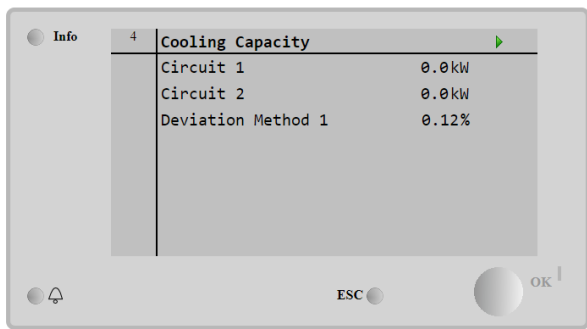 Info
4 Cooling Capacity
Circuit 1 0.0kW
Circuit 2 0.0kW
Deviation Method 1 0.12%
ESC
OK